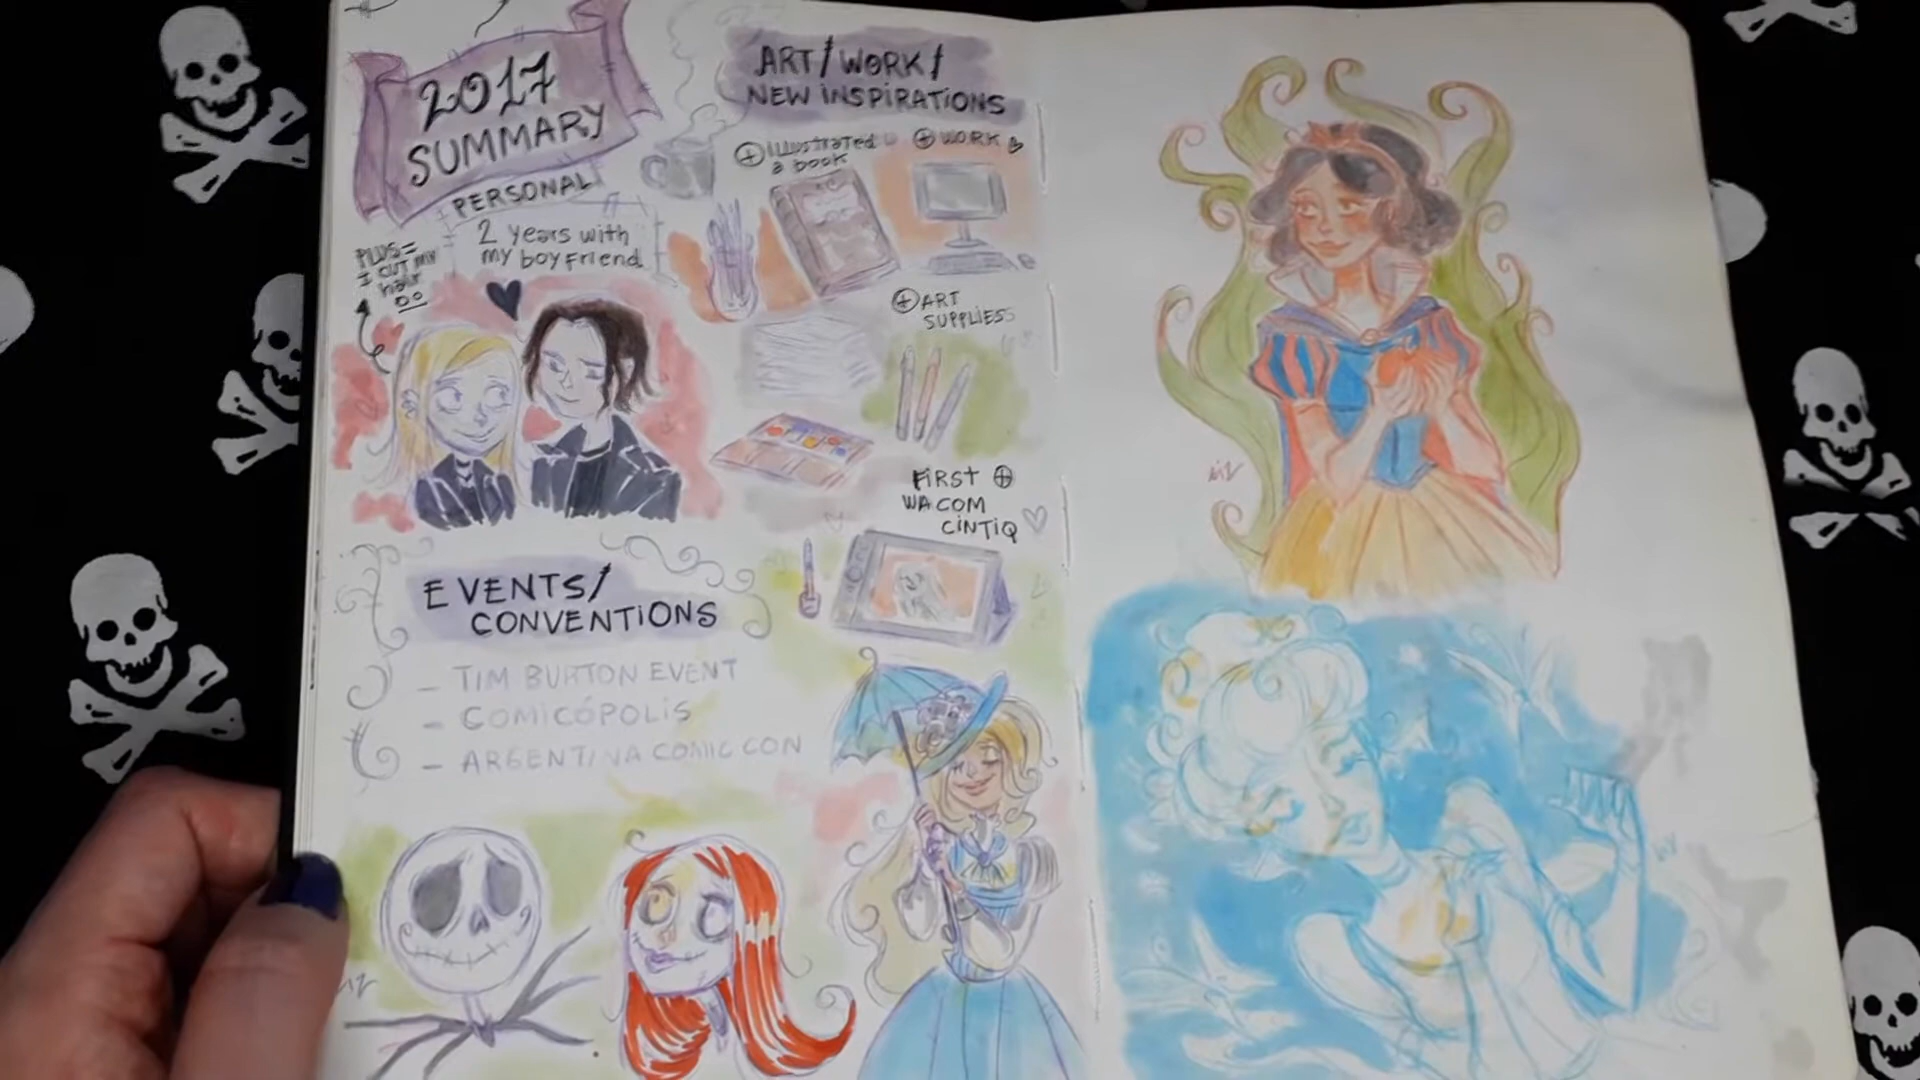 2017
SUMMARY
PERSONAL
PLUS=
I CUT MY
hair
2 years with
my boyfriend
ART/WORK/
NEW INSPIRATIONS
+ illustrated
a book
+ WORK
+ ART
SUPPLIES
FIRST +
WACOM
CINTIQ
EVENTS/
CONVENTIONS
- TIM BURTON EVENT
- COMICÓPOLIS
- ARGENTINA COMIC CON